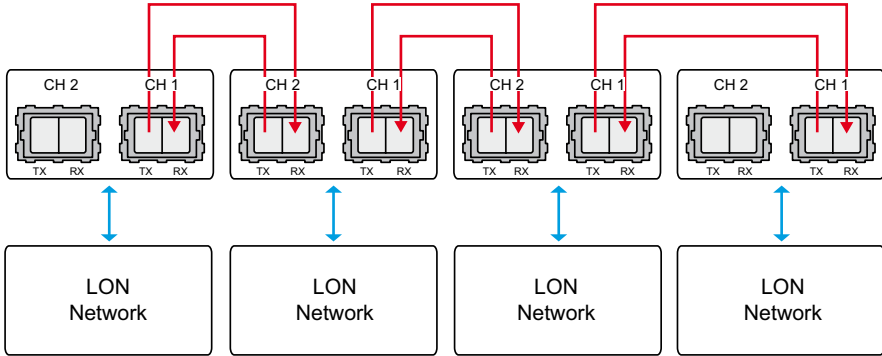 CH 2 CH 1 CH 2 CH 1 CH 2 CH 1 CH 2 CH 1
TX RX TX RX TX RX TX RX TX RX TX RX TX RX TX RX
LON LON LON LON
Network Network Network Network